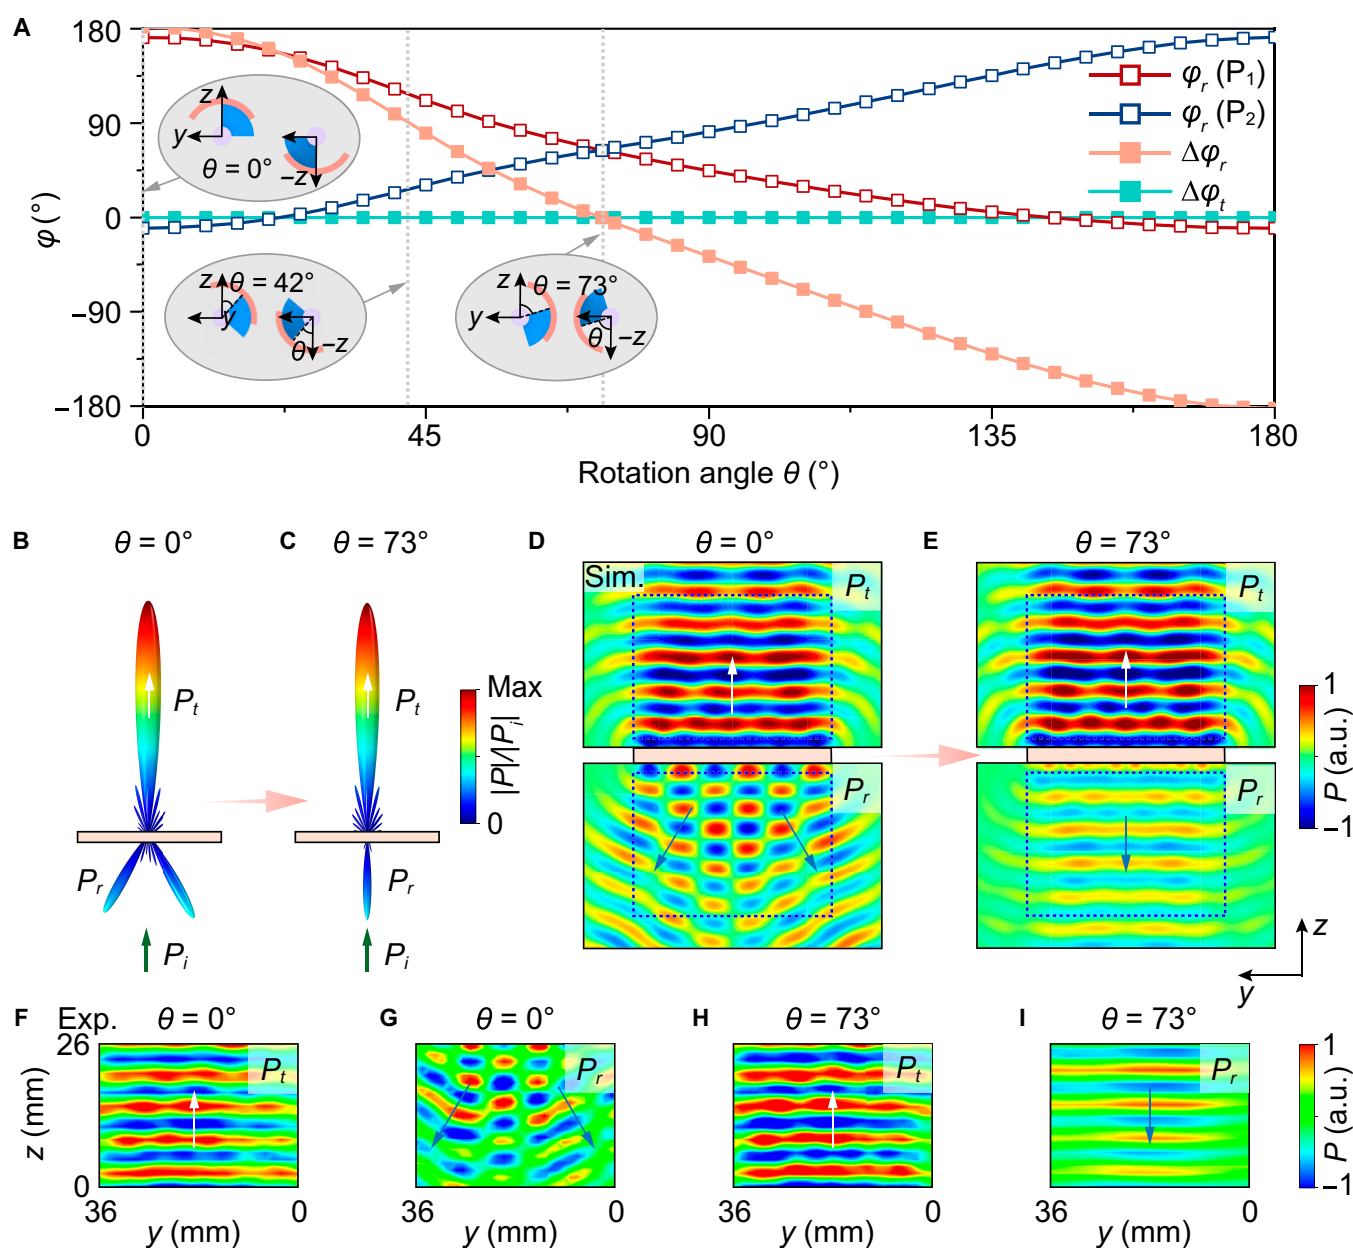 A
180
90
0
−90
−180
φ (°)
0 45 90 135 180
Rotation angle θ (°)
φr (P1)
φr (P2)
Δφr
Δφt
z
y
θ = 0°
−z
z θ = 42°
y
θ −z
z θ = 73°
y
θ −z
B θ = 0°
C θ = 73°
D θ = 0°
E θ = 73°
Pt
Pr
Pi
Pt
Pr
Pi
Max
0
|P|/|Pi|
Sim.
Pt
Pr
Pt
Pr
1
−1
P (a.u.)
z
y
F Exp. θ = 0°
G θ = 0°
H θ = 73°
I θ = 73°
26
0
z (mm)
Pt
Pr
Pt
Pr
36 0
y (mm)
36 0
y (mm)
36 0
y (mm)
36 0
y (mm)
1
−1
P (a.u.)